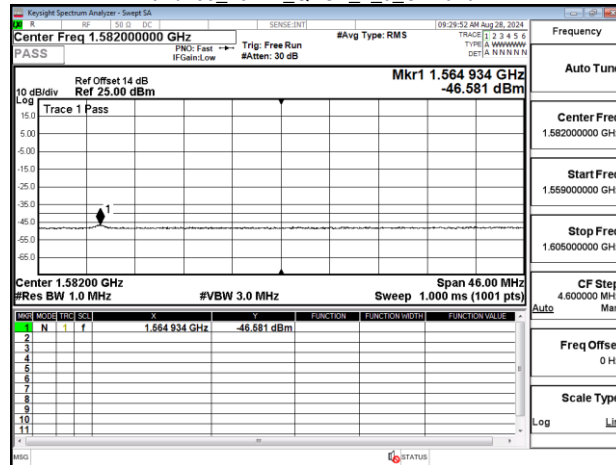 Keysight Spectrum Analyzer - Swept SA
R RF 50 Ω DC SENSE:INT 09:29:52 AM Aug 28, 2024
Center Freq 1.582000000 GHz #Avg Type: RMS TRACE 1 2 3 4 5 6
PASS PNO: Fast Trig: Free Run TYPE A WWWWW
IFGain:Low #Atten: 30 dB DET A N N N N N
Ref Offset 14 dB Mkr1 1.564 934 GHz
10 dB/div Ref 25.00 dBm -46.581 dBm
Log
Trace 1 Pass
15.0
5.00
-5.00
-15.0
-25.0
-35.0
1
-45.0
-55.0
-65.0
Center 1.58200 GHz Span 46.00 MHz
#Res BW 1.0 MHz #VBW 3.0 MHz Sweep 1.000 ms (1001 pts)
MKR MODE TRC SCL X Y FUNCTION FUNCTION WIDTH FUNCTION VALUE
1 N 1 f 1.564 934 GHz -46.581 dBm
2
3
4
5
6
7
8
9
10
11
MSG STATUS
Frequency
Auto Tune
Center Freq
1.582000000 GHz
Start Freq
1.559000000 GHz
Stop Freq
1.605000000 GHz
CF Step
4.600000 MHz
Auto Man
Freq Offset
0 Hz
Scale Type
Log Lin